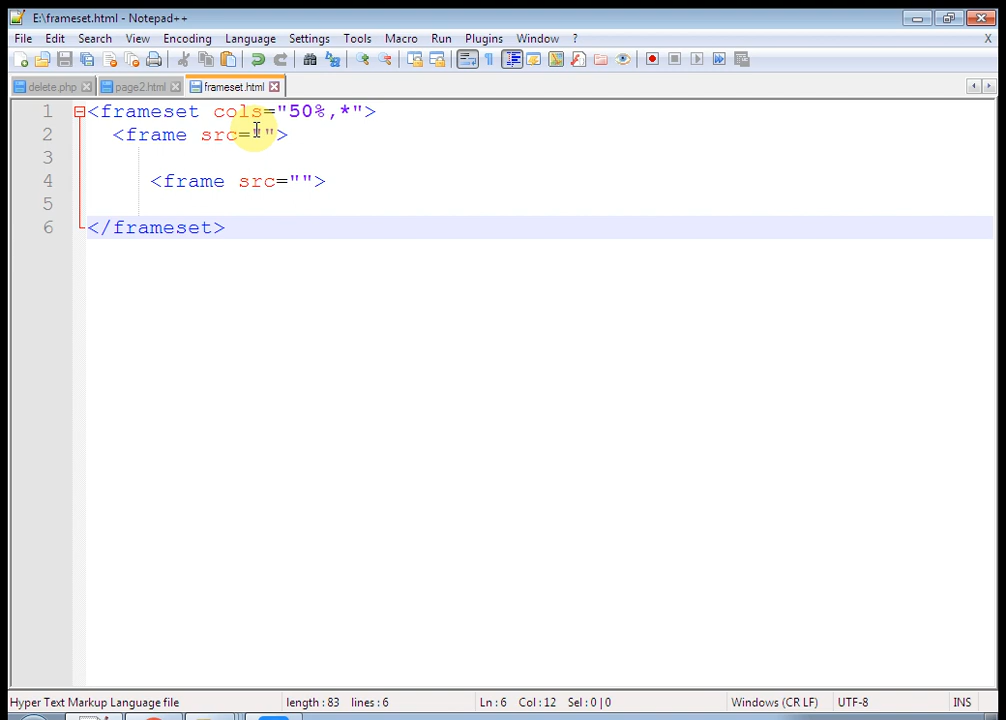 E:\frameset.html - Notepad++
File Edit Search View Encoding Language Settings Tools Macro Run Plugins Window ? X
delete.php page2.html frameset.html
1 <frameset cols="50%,*">
2 <frame src="">
3
4 <frame src="">
5
6 </frameset>
Hyper Text Markup Language file length : 83 lines : 6 Ln : 6 Col : 12 Sel : 0 | 0 Windows (CR LF) UTF-8 INS